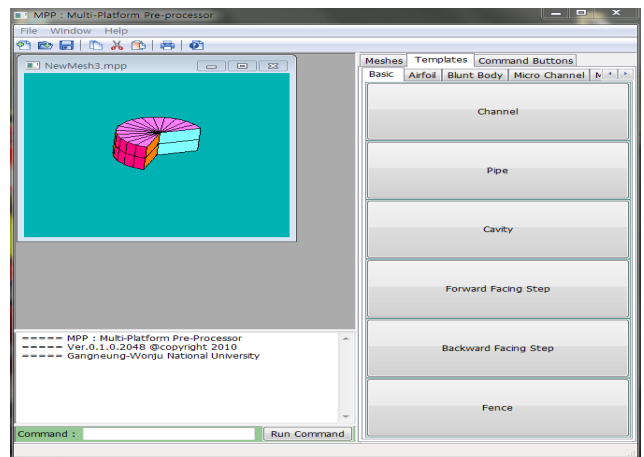 MPP : Multi-Platform Pre-processor
File Window Help
NewMesh3.mpp
Meshes Templates Command Buttons
Basic Airfoil Blunt Body Micro Channel
Channel
Pipe
Cavity
Forward Facing Step
Backward Facing Step
Fence
===== MPP : Multi-Platform Pre-Processor
===== Ver.0.1.0.2048 @copyright 2010
===== Gangneung-Wonju National University
Command :
Run Command